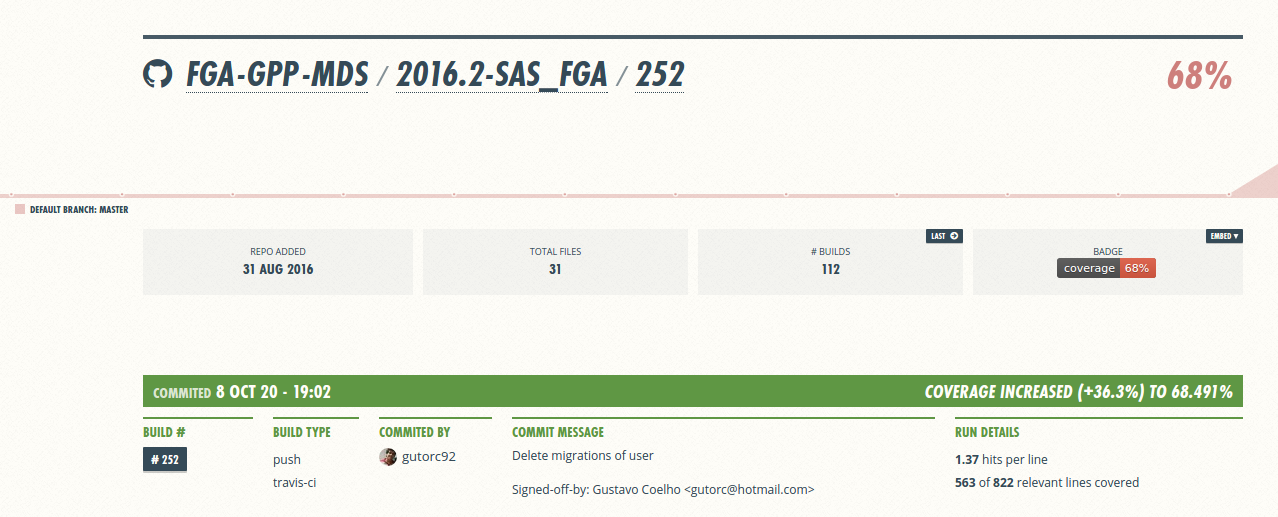 FGA-GPP-MDS / 2016.2-SAS_FGA / 252
68%
DEFAULT BRANCH: MASTER
REPO ADDED
31 AUG 2016
TOTAL FILES
31
LAST
# BUILDS
112
EMBED ▾
BADGE
coverage 68%
COMMITED 8 OCT 20 - 19:02
COVERAGE INCREASED (+36.3%) TO 68.491%
BUILD #
# 252
BUILD TYPE
push
travis-ci
COMMITED BY
gutorc92
COMMIT MESSAGE
Delete migrations of user
Signed-off-by: Gustavo Coelho <gutorc@hotmail.com>
RUN DETAILS
1.37 hits per line
563 of 822 relevant lines covered